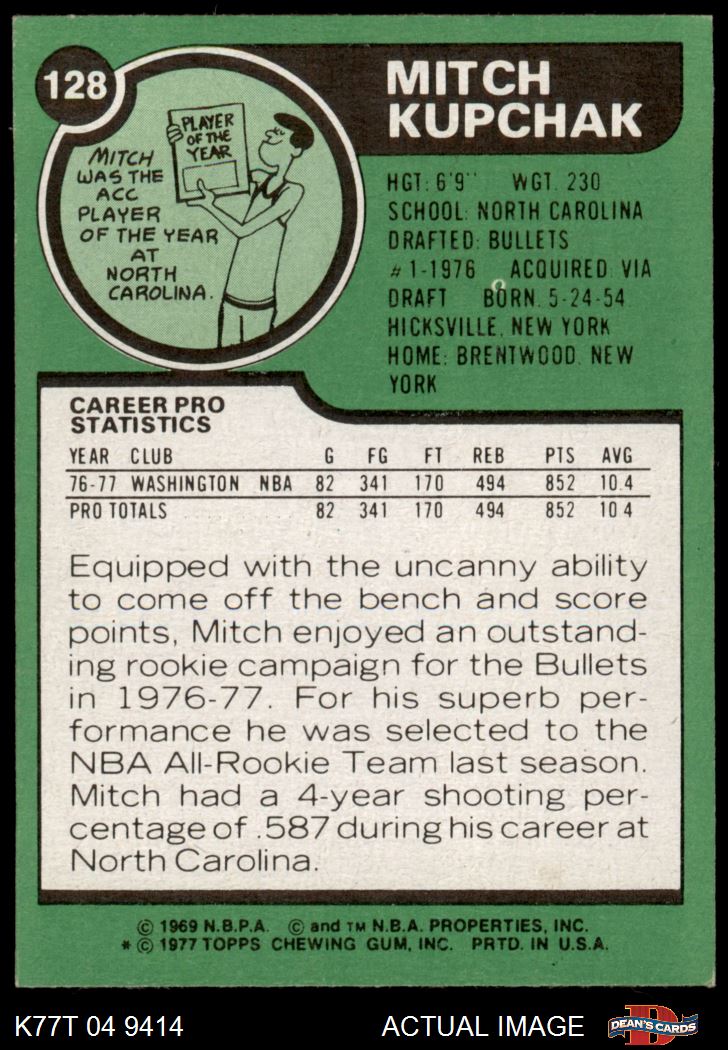 128
MITCH
KUPCHAK
PLAYER
OF THE
YEAR
MITCH
WAS THE
ACC
PLAYER
OF THE YEAR
AT
NORTH
CAROLINA.
HGT: 6'9" WGT. 230
SCHOOL: NORTH CAROLINA
DRAFTED: BULLETS
#1-1976 ACQUIRED: VIA
DRAFT BORN: 5-24-54
HICKSVILLE, NEW YORK
HOME: BRENTWOOD, NEW
YORK
CAREER PRO
STATISTICS
YEAR CLUB G FG FT REB PTS AVG
76-77 WASHINGTON NBA 82 341 170 494 852 10.4
PRO TOTALS 82 341 170 494 852 10.4
Equipped with the uncanny ability
to come off the bench and score
points, Mitch enjoyed an outstand-
ing rookie campaign for the Bullets
in 1976-77. For his superb per-
formance he was selected to the
NBA All-Rookie Team last season.
Mitch had a 4-year shooting per-
centage of .587 during his career at
North Carolina.
© 1969 N.B.P.A. © and TM N.B.A. PROPERTIES, INC.
* © 1977 TOPPS CHEWING GUM, INC. PRTD. IN U.S.A.
K77T 04 9414 ACTUAL IMAGE DEAN'S CARDS